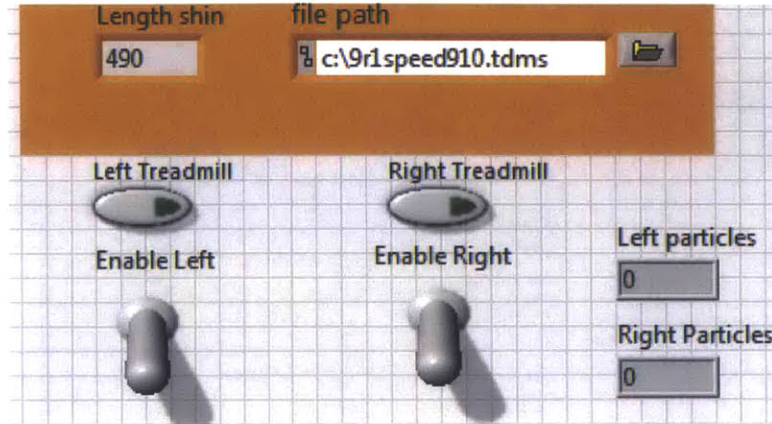 Length shin
file path
490
c:\9r1speed910.tdms
Left Treadmill
Right Treadmill
Enable Left
Enable Right
Left particles
0
Right Particles
0